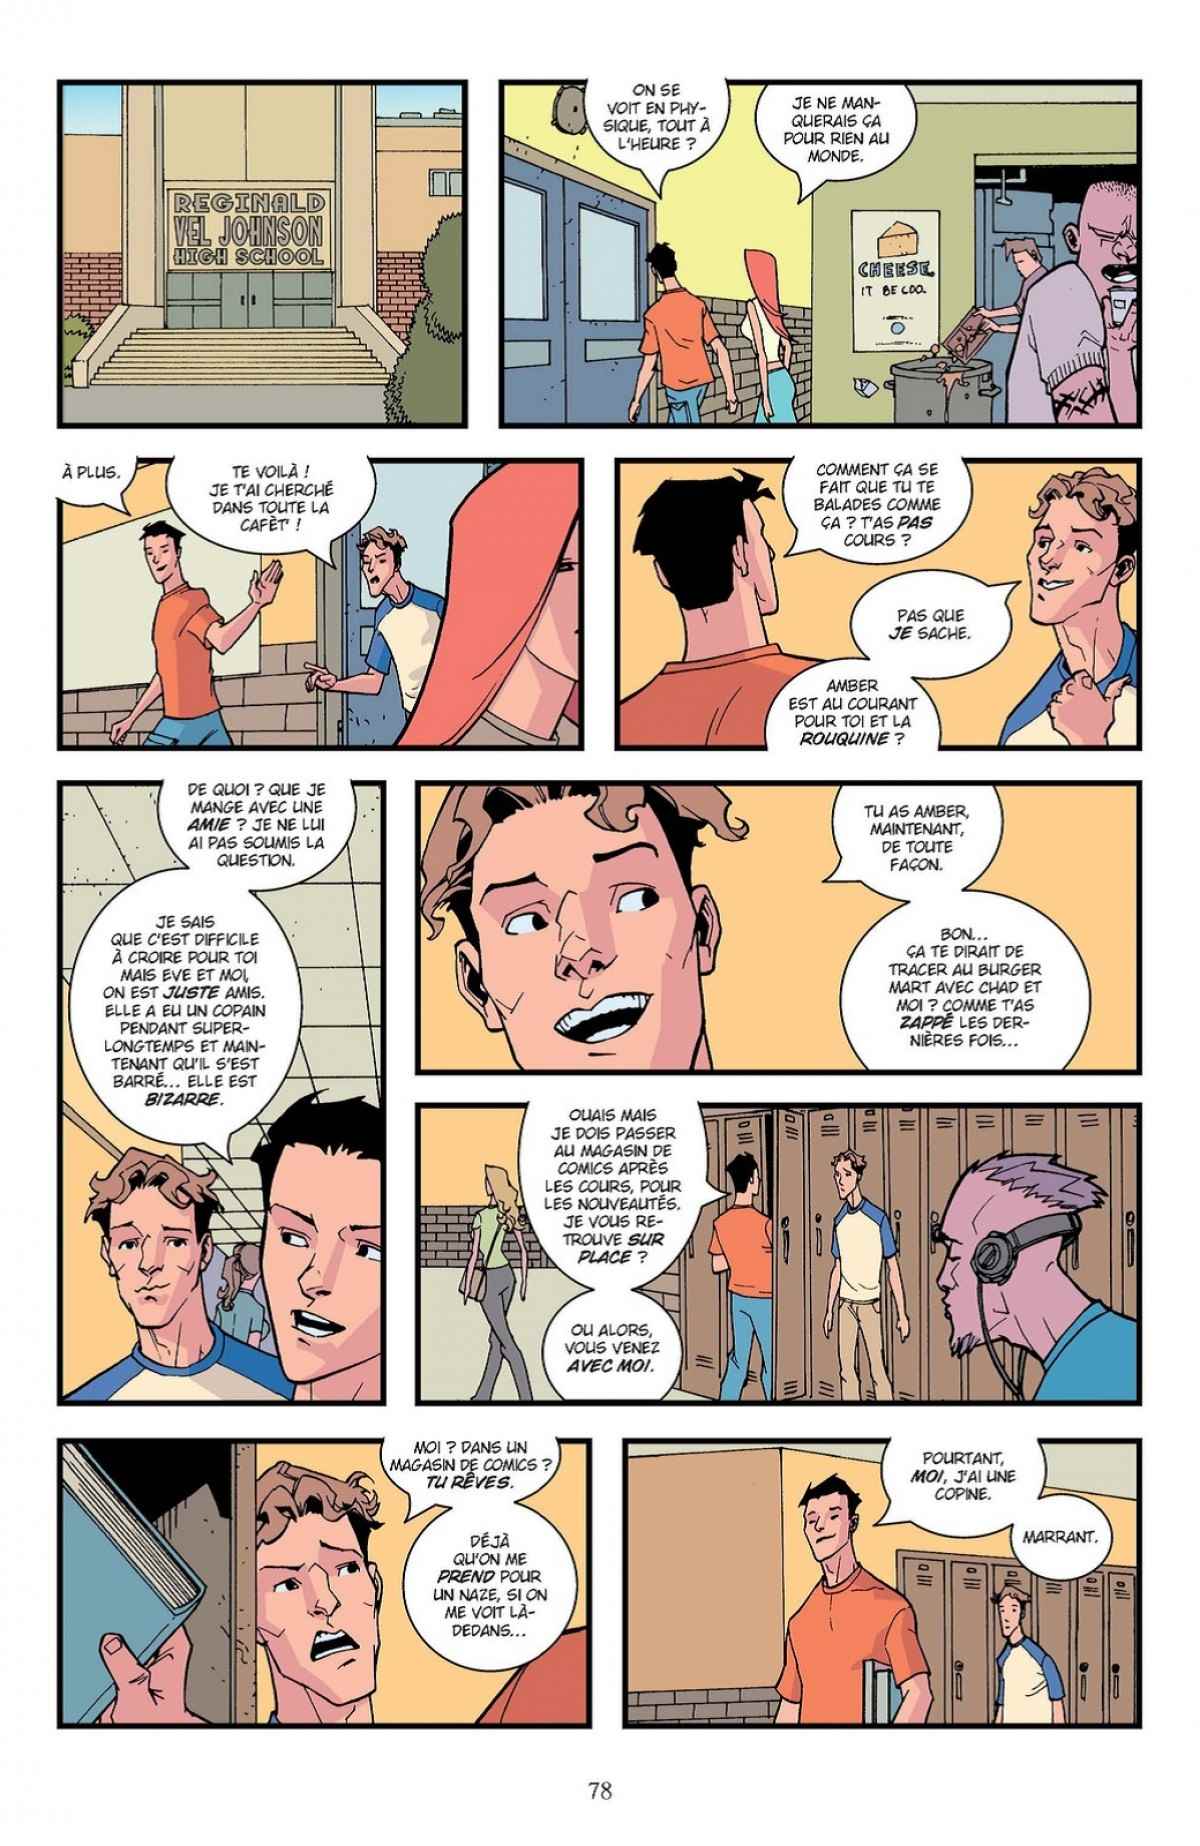 REGINALD
VEL JOHNSON
HIGH SCHOOL
ON SE
VOIT EN PHY-
SIQUE, TOUT À
L'HEURE ?
JE NE MAN-
QUERAIS ÇA
POUR RIEN AU
MONDE.
CHEESE.
IT BE COO.
À PLUS.
TE VOILÀ !
JE T'AI CHERCHÉ
DANS TOUTE LA
CAFÈT' !
COMMENT ÇA SE
FAIT QUE TU TE
BALADES COMME
ÇA ? T'AS PAS
COURS ?
PAS QUE
JE SACHE.
AMBER
EST AU COURANT
POUR TOI ET LA
ROUQUINE ?
DE QUOI ? QUE JE
MANGE AVEC UNE
AMIE ? JE NE LUI
AI PAS SOUMIS LA
QUESTION.
JE SAIS
QUE C'EST DIFFICILE
À CROIRE POUR TOI
MAIS EVE ET MOI,
ON EST JUSTE AMIS.
ELLE A EU UN COPAIN
PENDANT SUPER-
LONGTEMPS ET MAIN-
TENANT QU'IL S'EST
BARRÉ... ELLE EST
BIZARRE.
TU AS AMBER,
MAINTENANT,
DE TOUTE
FAÇON.
BON...
ÇA TE DIRAIT DE
TRACER AU BURGER
MART AVEC CHAD ET
MOI ? COMME T'AS
ZAPPÉ LES DER-
NIÈRES FOIS...
OUAIS MAIS
JE DOIS PASSER
AU MAGASIN DE
COMICS APRÈS
LES COURS, POUR
LES NOUVEAUTÉS.
JE VOUS RE-
TROUVE SUR
PLACE ?
OU ALORS,
VOUS VENEZ
AVEC MOI.
MOI ? DANS UN
MAGASIN DE COMICS ?
TU RÊVES.
DÉJÀ
QU'ON ME
PREND POUR
UN NAZE, SI ON
ME VOIT LÀ-
DEDANS...
POURTANT,
MOI, J'AI UNE
COPINE.
MARRANT.
78